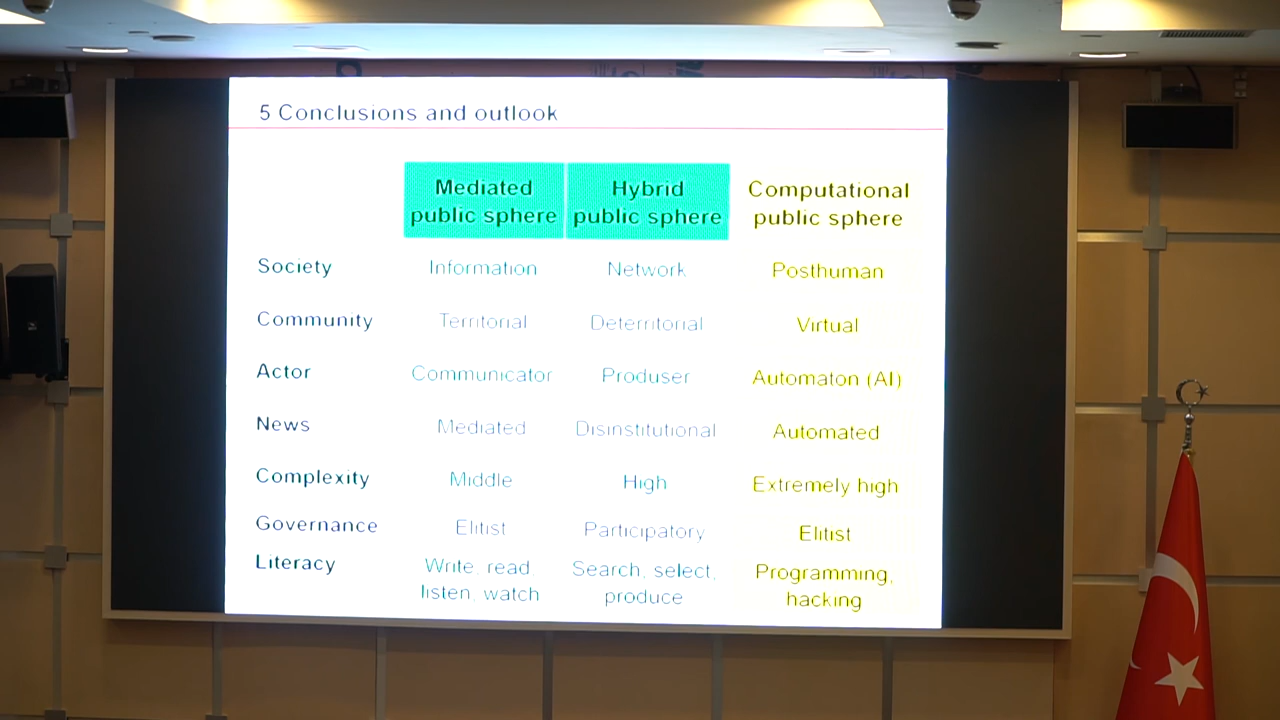 5 Conclusions and outlook
Mediated public sphere Hybrid public sphere Computational public sphere
Society Information Network Posthuman
Community Territorial Deterritorial Virtual
Actor Communicator Produser Automaton (AI)
News Mediated Disinstitutional Automated
Complexity Middle High Extremely high
Governance Elitist Participatory Elitist
Literacy Write, read, listen, watch Search, select, produce Programming, hacking